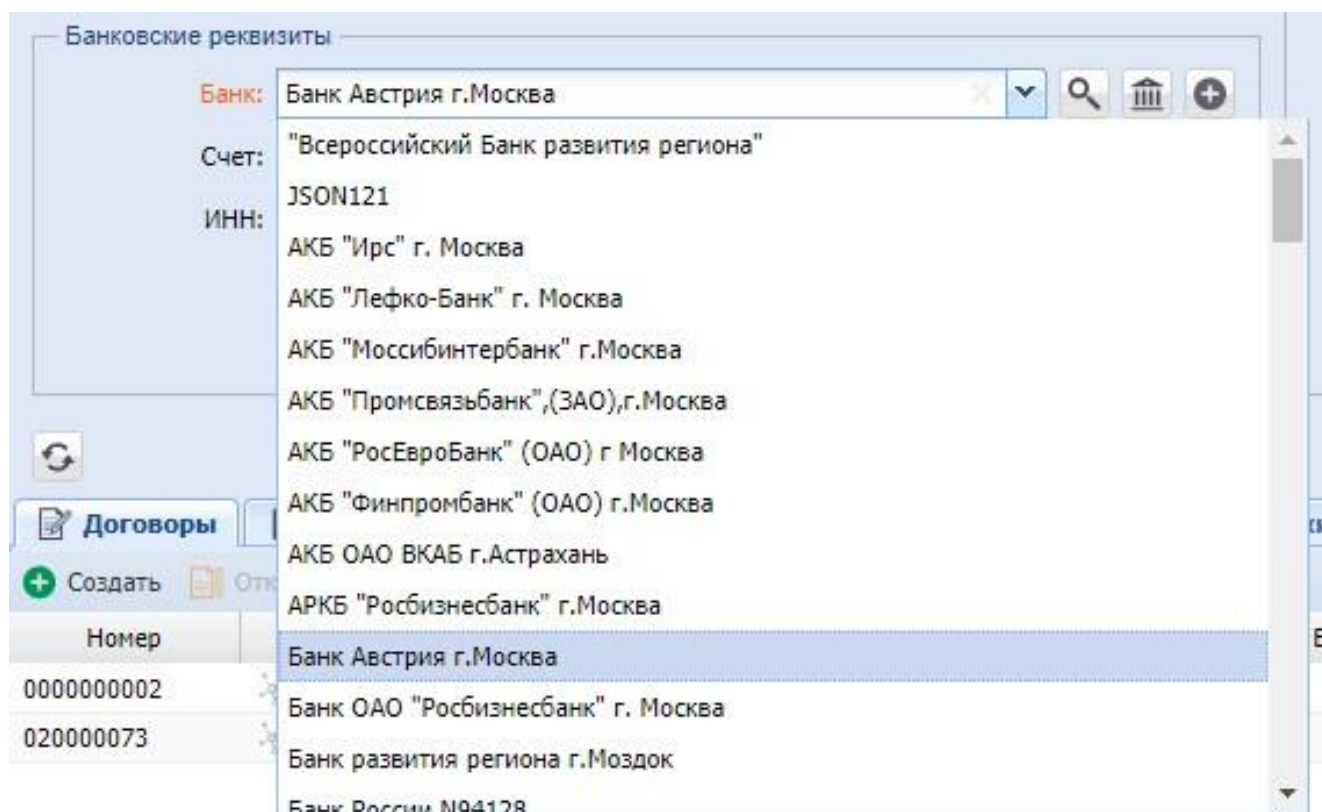 Банковские реквизиты
Банк: Банк Австрия г.Москва
Счет:
ИНН:
"Всероссийский Банк развития региона"
JSON121
АКБ "Ирс" г. Москва
АКБ "Лефко-Банк" г. Москва
АКБ "Моссибинтербанк" г.Москва
АКБ "Промсвязьбанк",(ЗАО),г.Москва
АКБ "РосЕвроБанк" (ОАО) г Москва
АКБ "Финпромбанк" (ОАО) г.Москва
АКБ ОАО ВКАБ г.Астрахань
АРКБ "Росбизнесбанк" г.Москва
Банк Австрия г.Москва
Банк ОАО "Росбизнесбанк" г. Москва
Банк развития региона г.Моздок
Банк России N94128
Договоры
Создать
Номер
0000000002
020000073